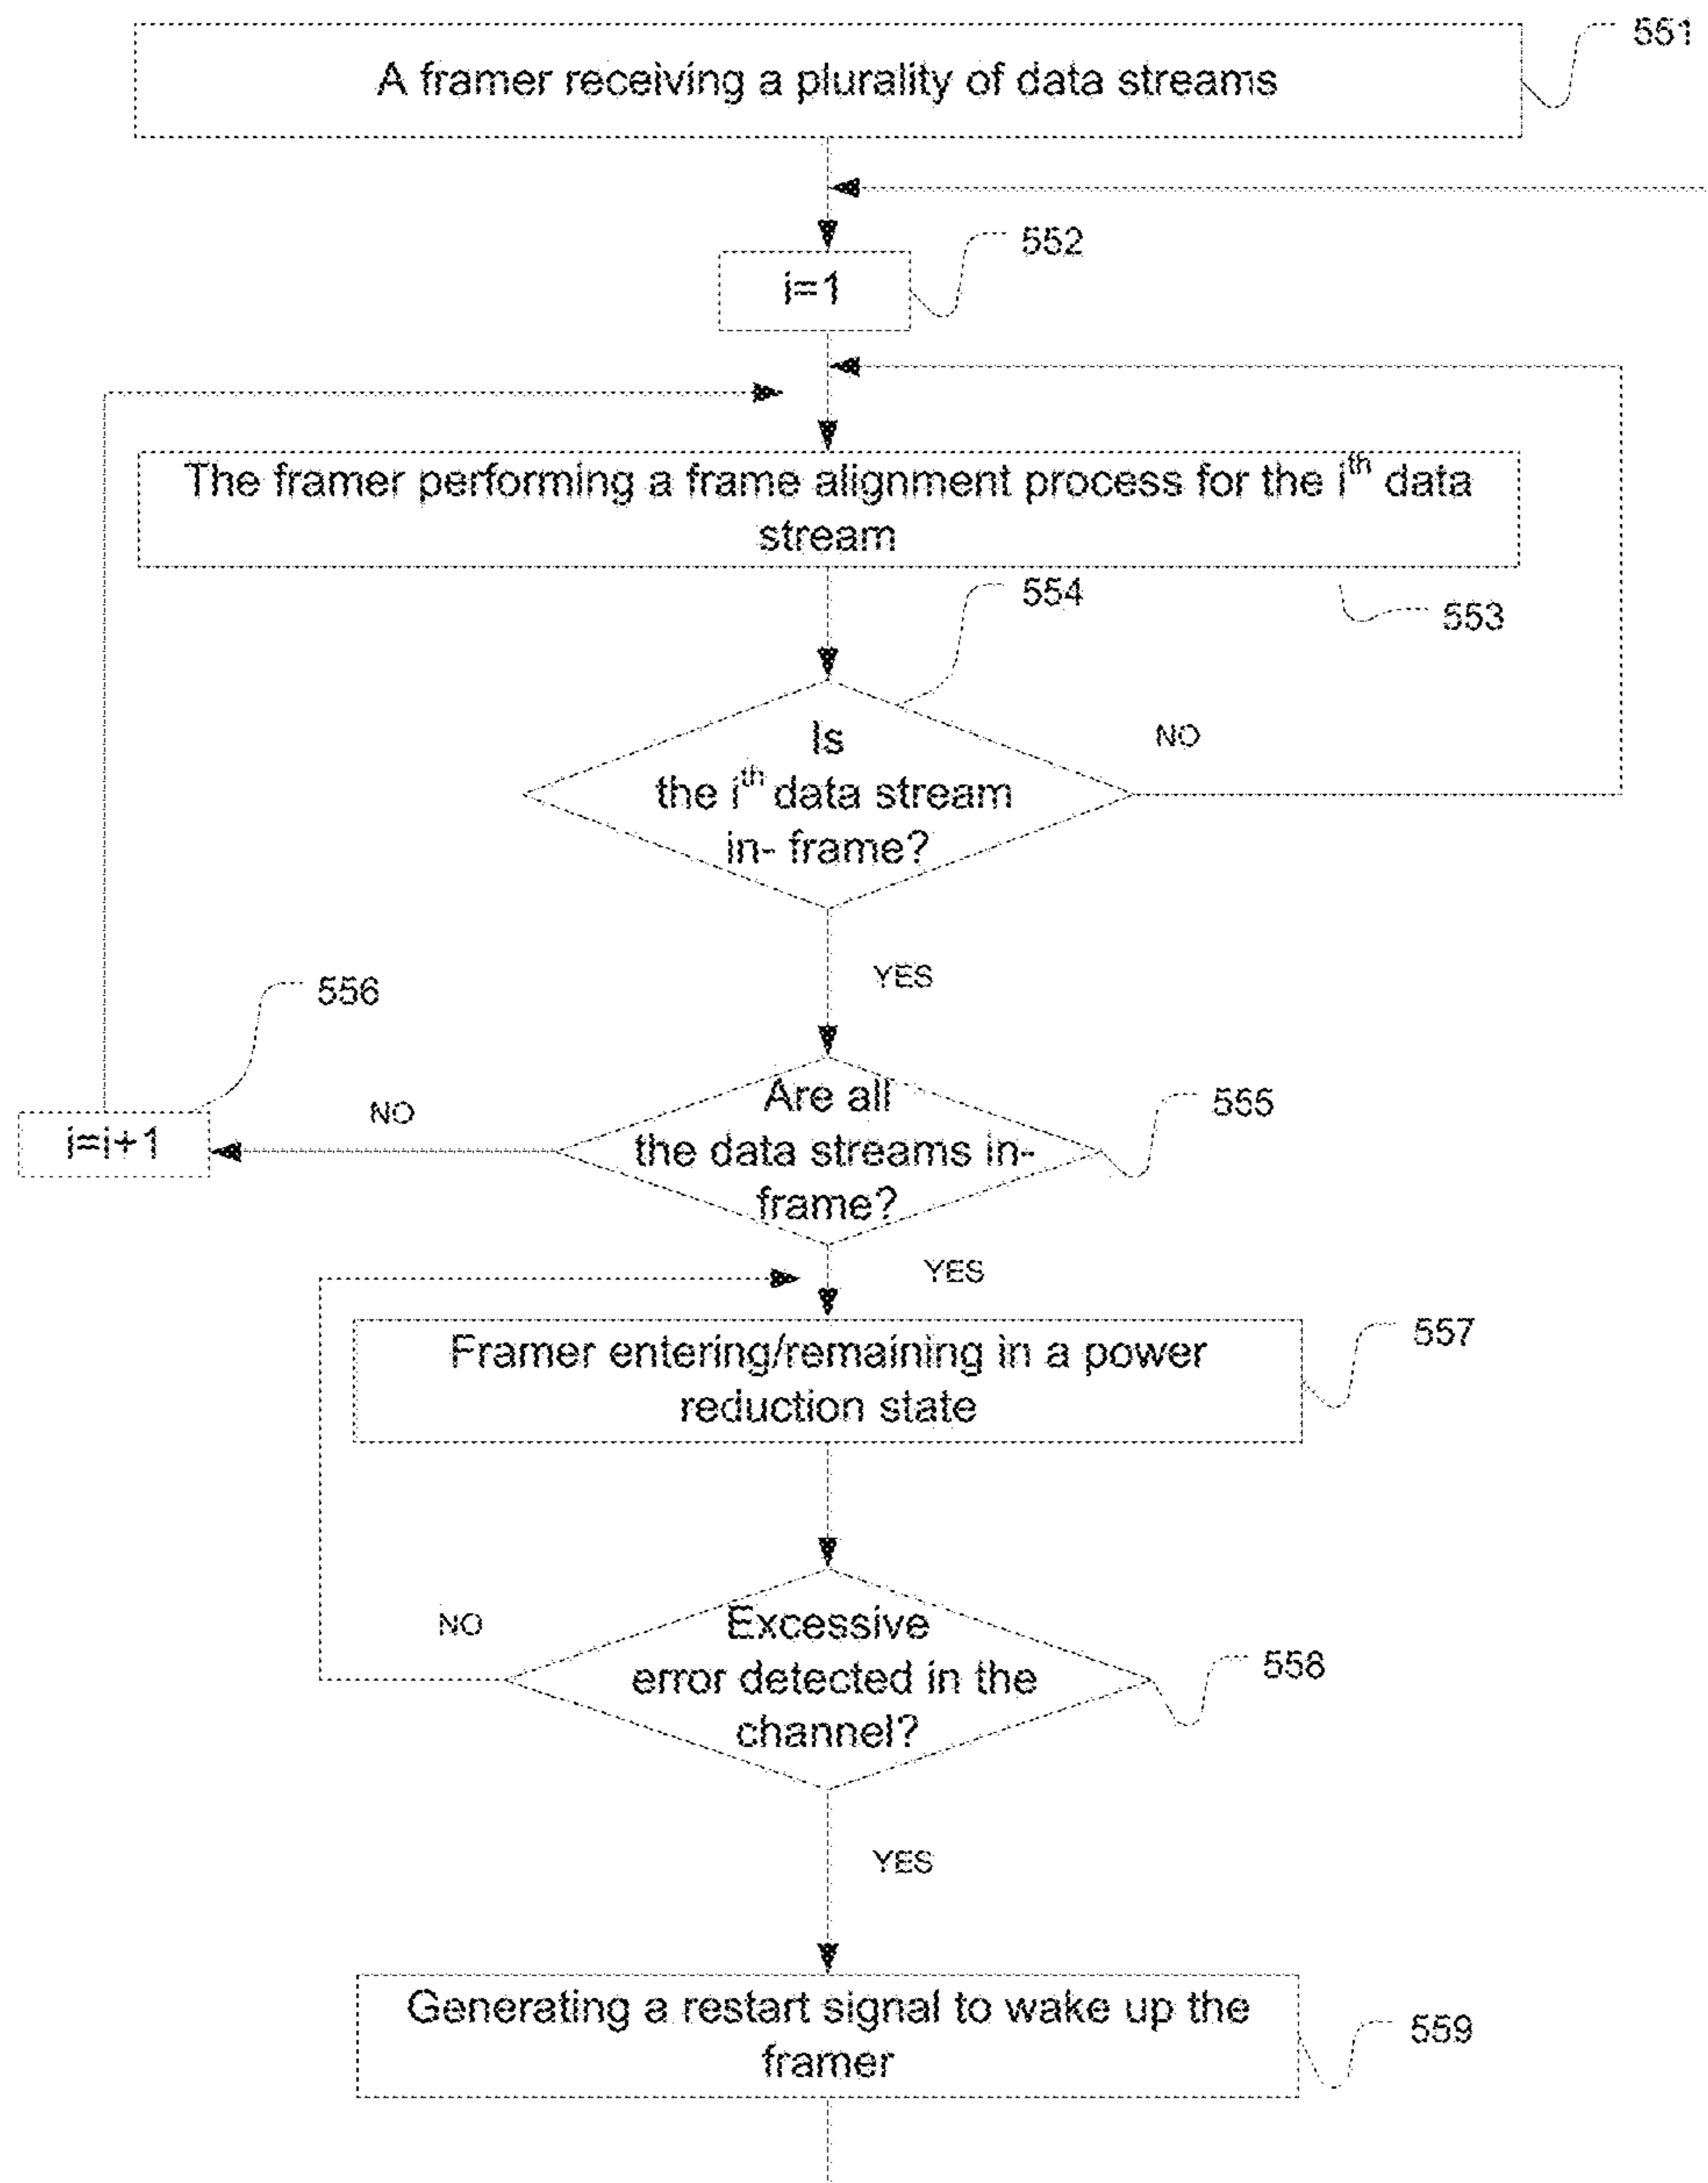 551
A framer receiving a plurality of data streams
552
i=1
The framer performing a frame alignment process for the ith data
stream
554
553
Is
the ith data stream
in- frame?
NO
YES
556
Are all
the data streams in-
frame?
555
NO
i=i+1
YES
Framer entering/remaining in a power
reduction state
557
Excessive
error detected in the
channel?
NO
558
YES
Generating a restart signal to wake up the
framer
559